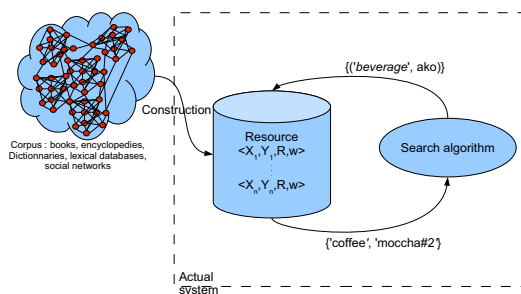 {('beverage', ako)}
Construction
Resource
<X1,Y1,R,w>
<Xn,Yn,R,w>
Search algorithm
Corpus : books, encyclopedies,
Dictionnaries, lexical databases,
social networks
{'coffee', 'moccha#2'}
Actual
system